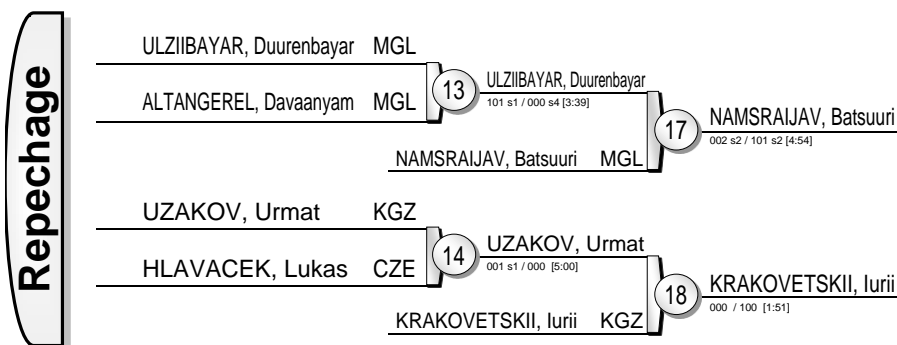 Repechage
ULZIIBAYAR, Duurenbayar MGL
ALTANGEREL, Davaanyam MGL
13
ULZIIBAYAR, Duurenbayar
101 s1 / 000 s4 [3:39]
NAMSRAIJAV, Batsuuri MGL
17
NAMSRAIJAV, Batsuuri
002 s2 / 101 s2 [4:54]
UZAKOV, Urmat KGZ
HLAVACEK, Lukas CZE
14
UZAKOV, Urmat
001 s1 / 000 [5:00]
KRAKOVETSKII, Iurii KGZ
18
KRAKOVETSKII, Iurii
000 / 100 [1:51]